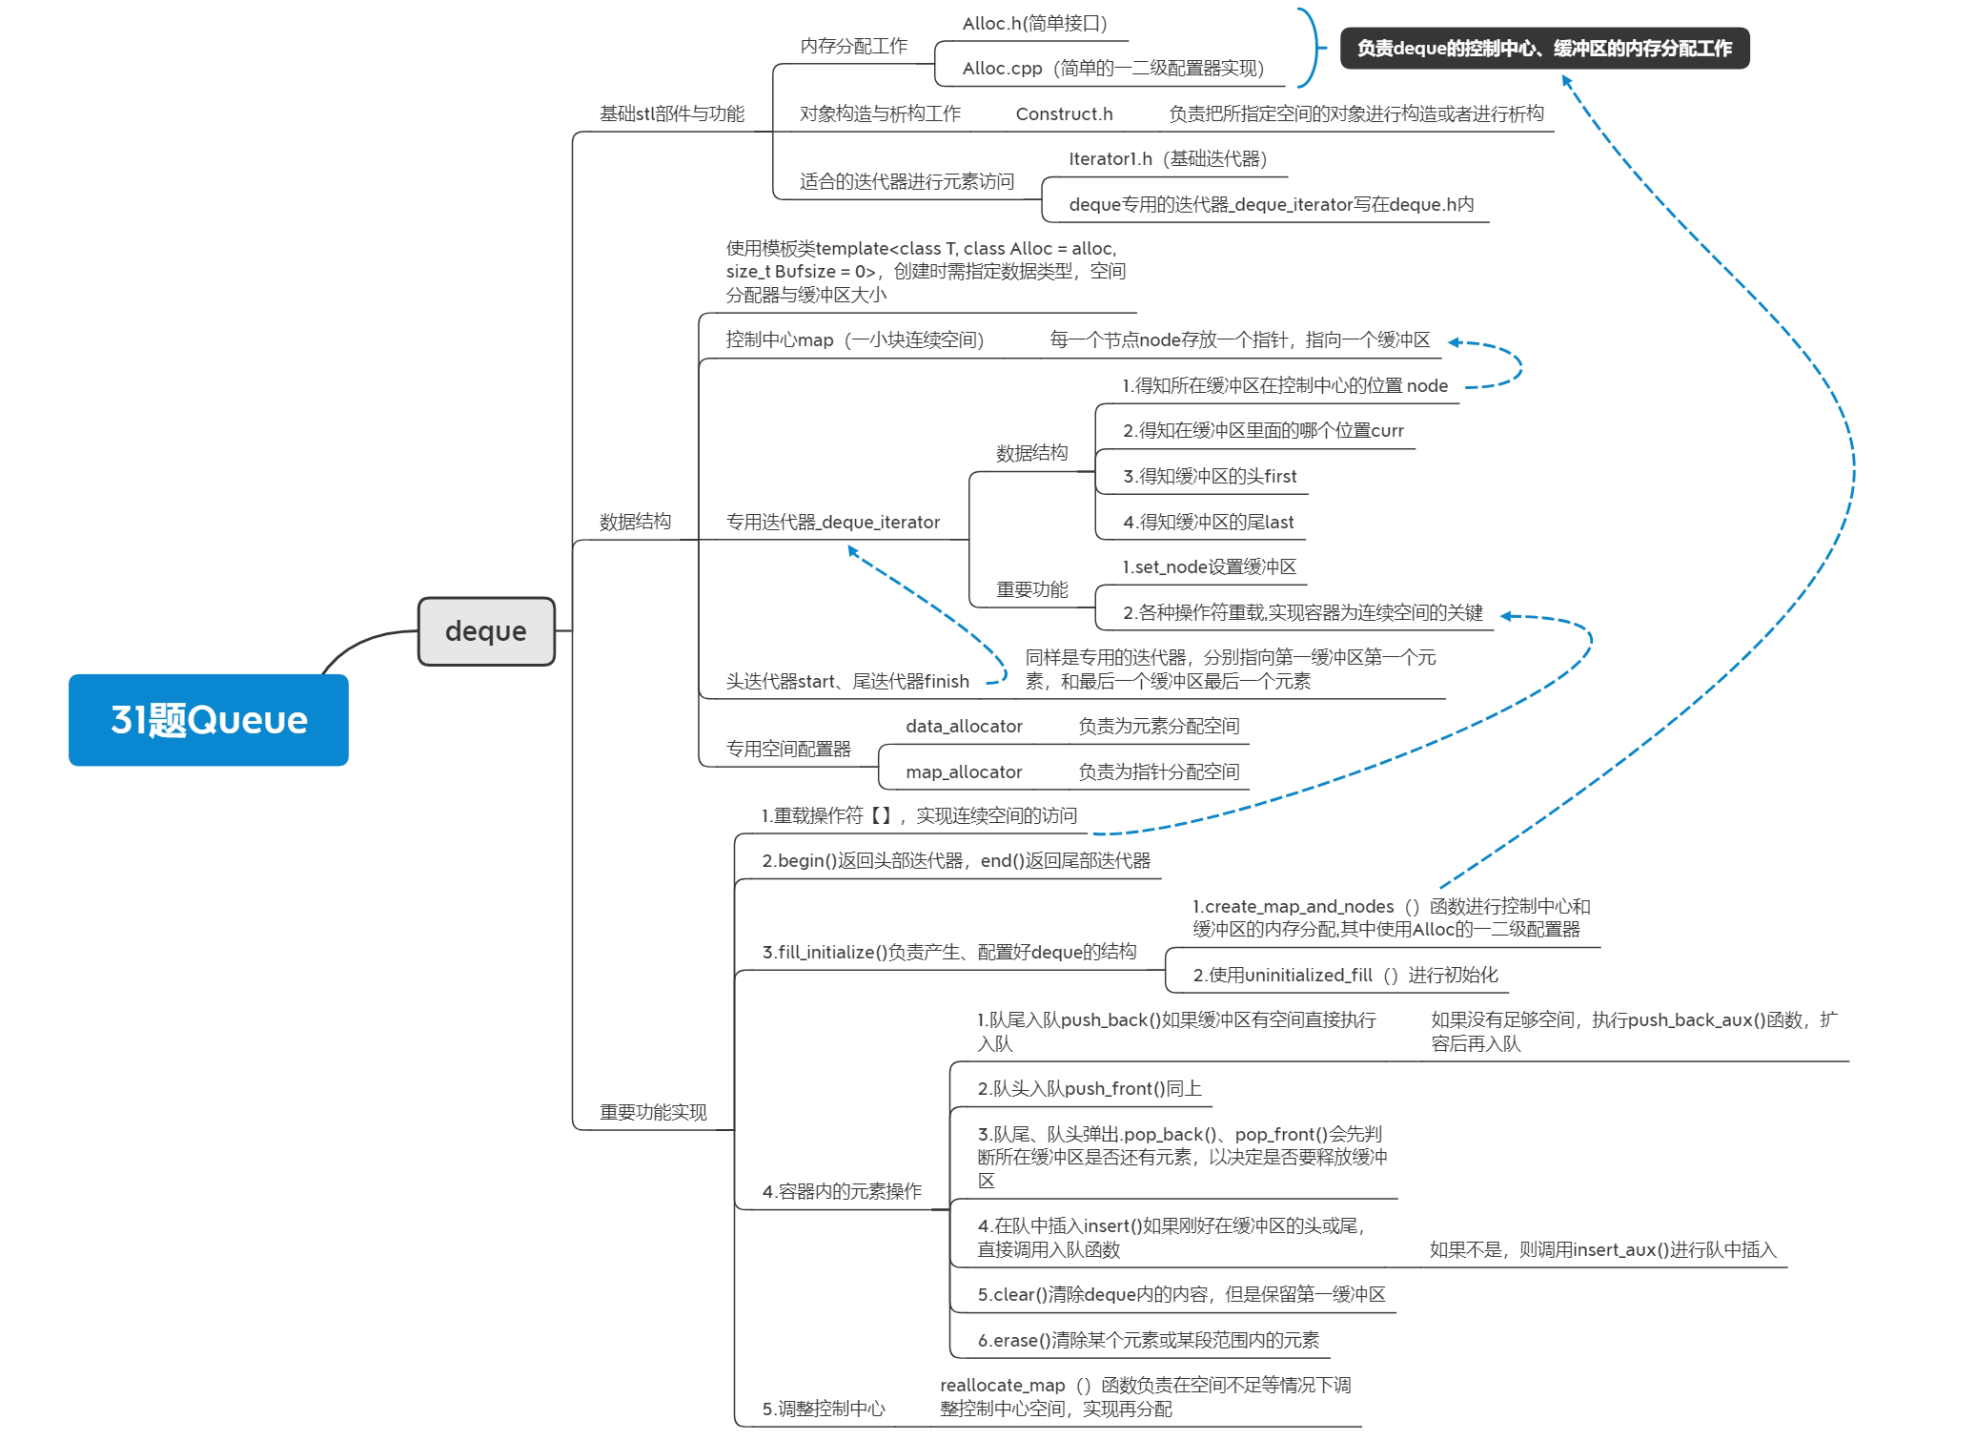 31题Queue
deque
基础stl部件与功能
内存分配工作
Alloc.h(简单接口)
Alloc.cpp（简单的一二级配置器实现）
负责deque的控制中心、缓冲区的内存分配工作
对象构造与析构工作
Construct.h
负责把所指定空间的对象进行构造或者进行析构
适合的迭代器进行元素访问
Iterator1.h（基础迭代器）
deque专用的迭代器_deque_iterator写在deque.h内
数据结构
使用模板类template<class T, class Alloc = alloc,
size_t Bufsize = 0>，创建时需指定数据类型，空间
分配器与缓冲区大小
控制中心map（一小块连续空间）
每一个节点node存放一个指针，指向一个缓冲区
专用迭代器_deque_iterator
数据结构
1.得知所在缓冲区在控制中心的位置 node
2.得知在缓冲区里面的哪个位置curr
3.得知缓冲区的头first
4.得知缓冲区的尾last
重要功能
1.set_node设置缓冲区
2.各种操作符重载,实现容器为连续空间的关键
头迭代器start、尾迭代器finish
同样是专用的迭代器，分别指向第一缓冲区第一个元
素，和最后一个缓冲区最后一个元素
专用空间配置器
data_allocator
负责为元素分配空间
map_allocator
负责为指针分配空间
重要功能实现
1.重载操作符【】，实现连续空间的访问
2.begin()返回头部迭代器，end()返回尾部迭代器
3.fill_initialize()负责产生、配置好deque的结构
1.create_map_and_nodes（）函数进行控制中心和
缓冲区的内存分配,其中使用Alloc的一二级配置器
2.使用uninitialized_fill（）进行初始化
4.容器内的元素操作
1.队尾入队push_back()如果缓冲区有空间直接执行
入队
如果没有足够空间，执行push_back_aux()函数，扩
容后再入队
2.队头入队push_front()同上
3.队尾、队头弹出.pop_back()、pop_front()会先判
断所在缓冲区是否还有元素，以决定是否要释放缓冲
区
4.在队中插入insert()如果刚好在缓冲区的头或尾，
直接调用入队函数
如果不是，则调用insert_aux()进行队中插入
5.clear()清除deque内的内容，但是保留第一缓冲区
6.erase()清除某个元素或某段范围内的元素
5.调整控制中心
reallocate_map（）函数负责在空间不足等情况下调
整控制中心空间，实现再分配